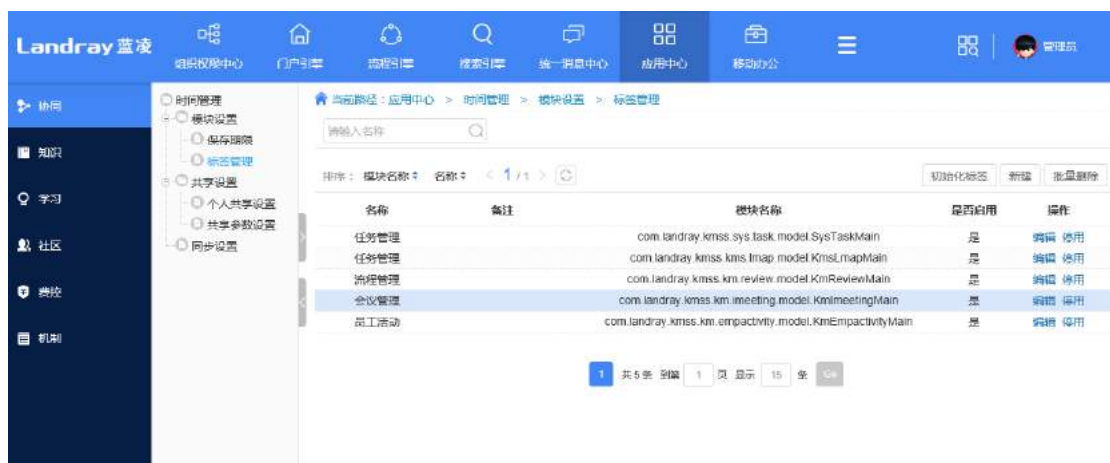 Landray 蓝凌
组织权限中心 门户引擎 流程引擎 搜索引擎 统一消息中心 应用中心 移动办公 管理员
协同
知识
学习
社区
费控
机制
时间管理
模块设置
保存期限
标签管理
共享设置
个人共享设置
共享参数设置
同步设置
当前路径：应用中心 > 时间管理 > 模块设置 > 标签管理
请输入名称
排序： 模块名称 名称 < 1 / 1 > 初始化标签 新建 批量删除
名称 备注 模块名称 是否启用 操作
任务管理 com.landray.kmss.sys.task.model.SysTaskMain 是 编辑 停用
任务管理 com.landray.kmss.kms.lmap.model.KmsLmapMain 是 编辑 停用
流程管理 com.landray.kmss.km.review.model.KmReviewMain 是 编辑 停用
会议管理 com.landray.kmss.km.imeeting.model.KmImeetingMain 是 编辑 停用
员工活动 com.landray.kmss.km.empactivity.model.KmEmpactivityMain 是 编辑 停用
1 共 5 条 到第 1 页 显示 15 条 Go